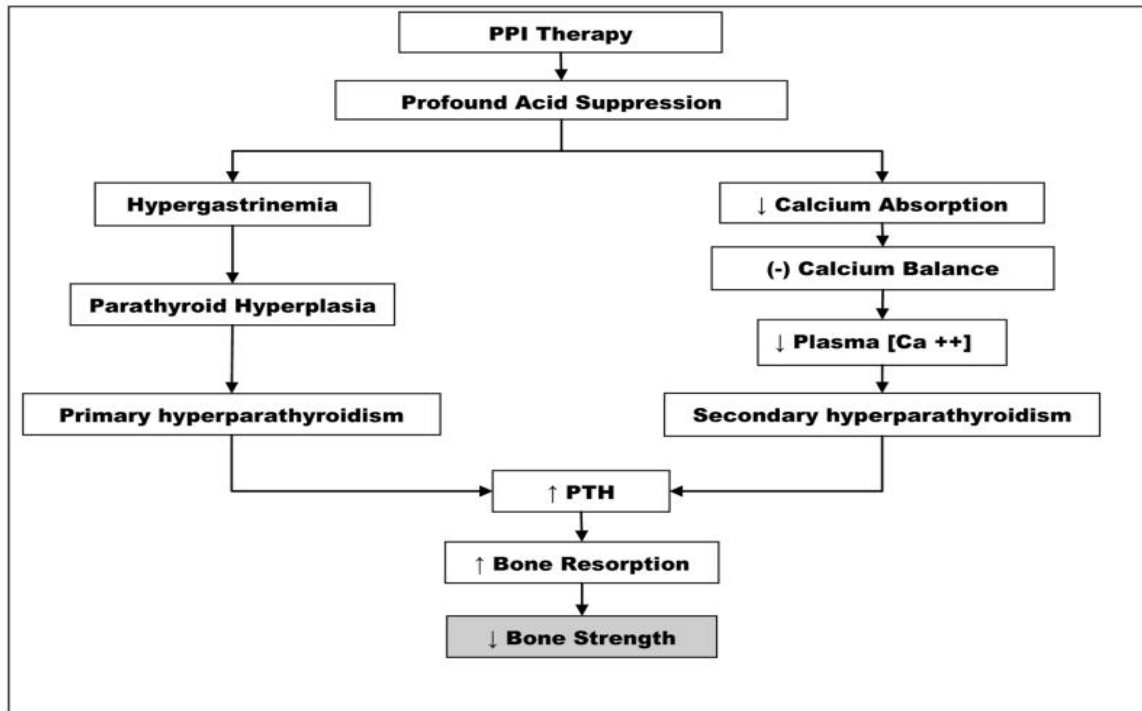 PPI Therapy
Profound Acid Suppression
Hypergastrinemia
↓ Calcium Absorption
(-) Calcium Balance
Parathyroid Hyperplasia
↓ Plasma [Ca ++]
Primary hyperparathyroidism
Secondary hyperparathyroidism
↑ PTH
↑ Bone Resorption
↓ Bone Strength